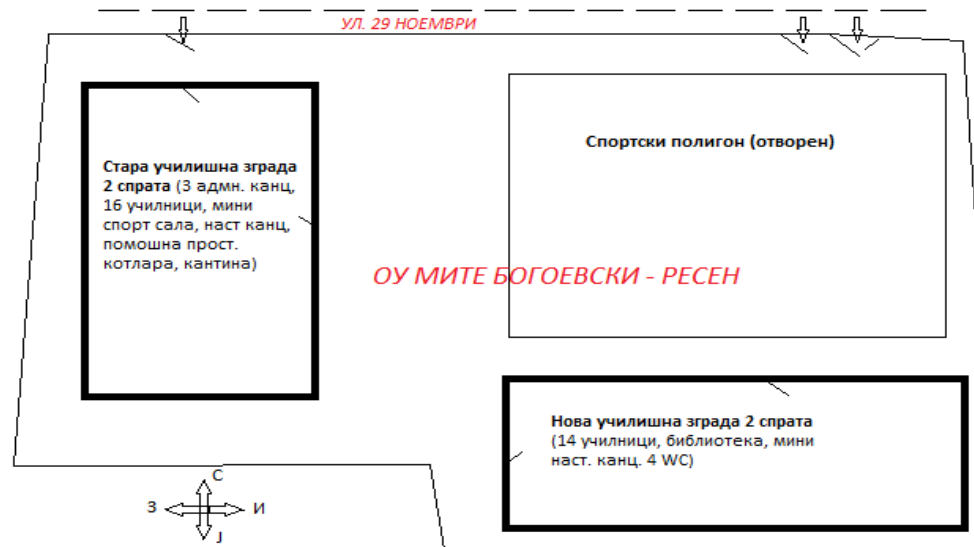 УЛ. 29 НОЕМВРИ
Стара училишна зграда
2 спрата (3 адмн. канц,
16 училници, мини
спорт сала, наст канц,
помошна прост.
котлара, кантина)
Спортски полигон (отворен)
ОУ МИТЕ БОГОЕВСКИ - РЕСЕН
Нова училишна зграда 2 спрата
(14 училници, библиотека, мини
наст. канц. 4 WC)
С
З И
Ј